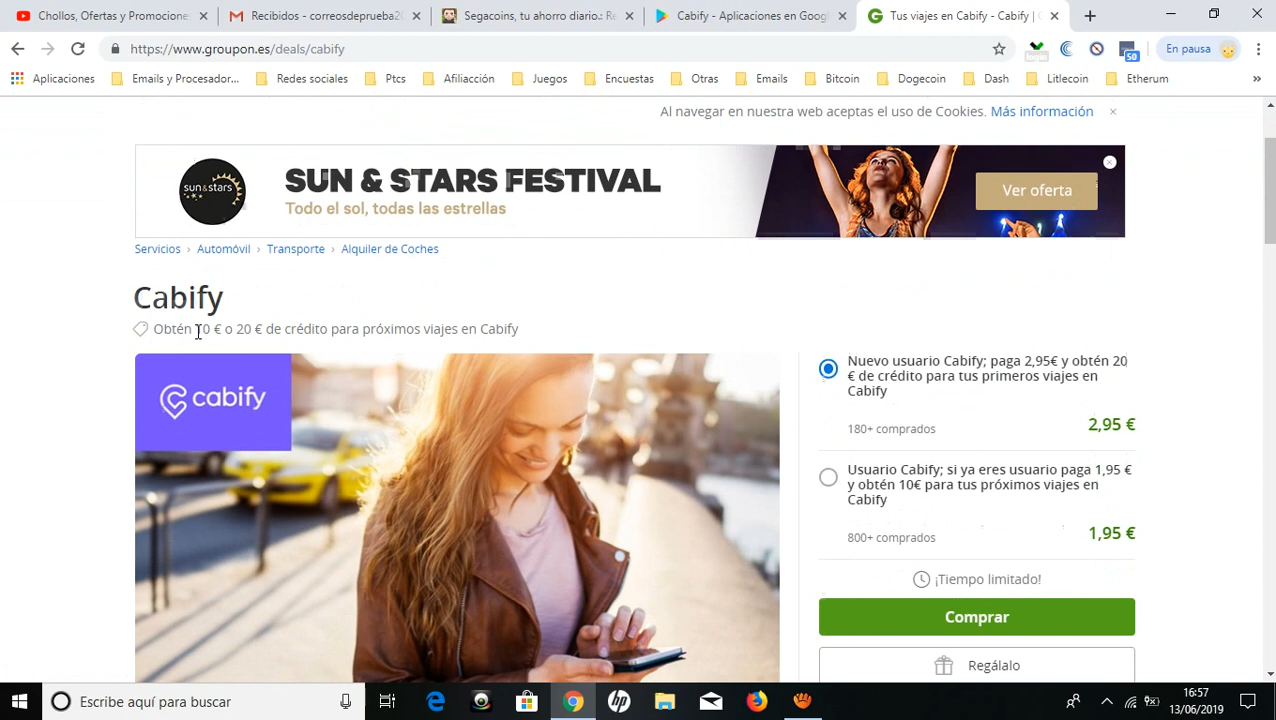 Chollos, Ofertas y Promocione
Recibidos - correosdeprueba2
Segacoins, tu ahorro diario.
Cabify - Aplicaciones en Goog
Tus viajes en Cabify - Cabify |
https://www.groupon.es/deals/cabify
50
En pausa
Aplicaciones
Emails y Procesador...
Redes sociales
Ptcs
Afiliacción
Juegos
Encuestas
Otras
Emails
Bitcoin
Dogecoin
Dash
Litlecoin
Etherum
»
Al navegar en nuestra web aceptas el uso de Cookies. Más información ×
sun&stars
SUN & STARS FESTIVAL
Todo el sol, todas las estrellas
Ver oferta
Servicios › Automóvil › Transporte › Alquiler de Coches
Cabify
Obtén 10 € o 20 € de crédito para próximos viajes en Cabify
cabify
Nuevo usuario Cabify; paga 2,95€ y obtén 20
€ de crédito para tus primeros viajes en
Cabify
180+ comprados
2,95 €
Usuario Cabify; si ya eres usuario paga 1,95 €
y obtén 10€ para tus próximos viajes en
Cabify
800+ comprados
1,95 €
¡Tiempo limitado!
Comprar
Regálalo
Escribe aquí para buscar
hp
16:57
13/06/2019